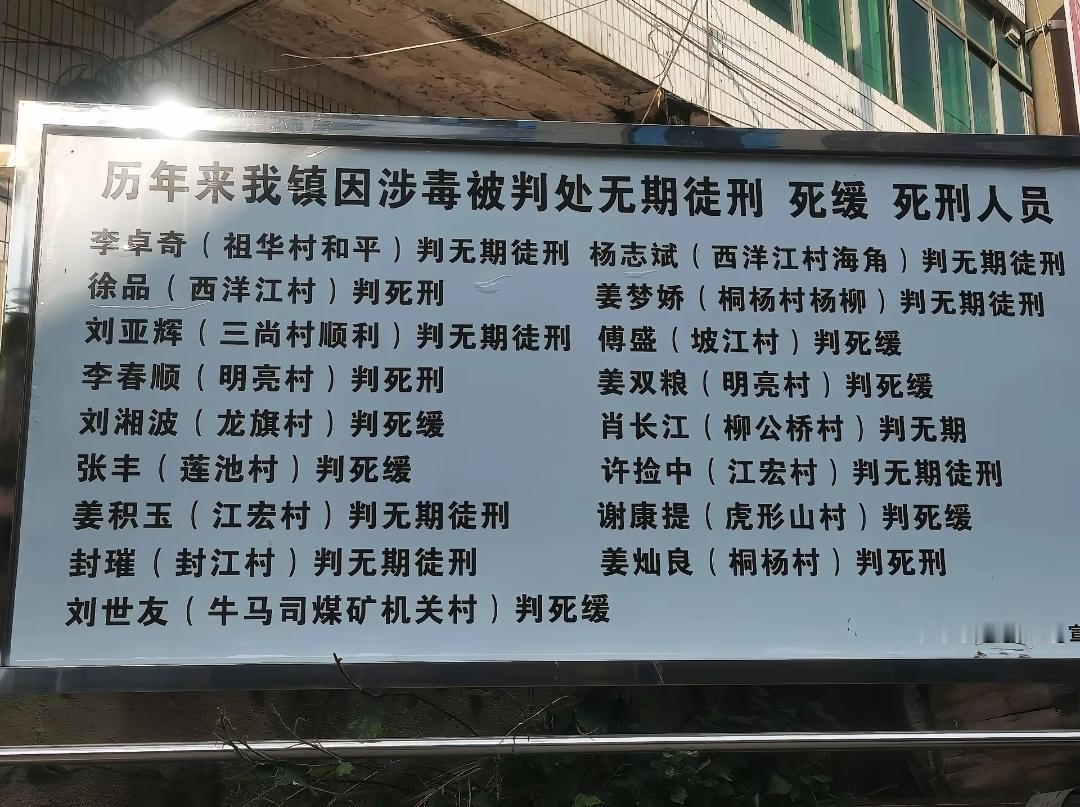 历年来我镇因涉毒被判处无期徒刑 死缓 死刑人员
李卓奇（祖华村和平）判无期徒刑 杨志斌（西洋江村海角）判无期徒刑
徐品（西洋江村）判死刑 姜梦娇（桐杨村杨柳）判无期徒刑
刘亚辉（三尚村顺利）判无期徒刑 傅盛（坡江村）判死缓
李春顺（明亮村）判死刑 姜双粮（明亮村）判死缓
刘湘波（龙旗村）判死缓 肖长江（柳公桥村）判无期
张丰（莲池村）判死缓 许捡中（江宏村）判无期徒刑
姜积玉（江宏村）判无期徒刑 谢康提（虎形山村）判死缓
封璀（封江村）判无期徒刑 姜灿良（桐杨村）判死刑
刘世友（牛马司煤矿机关村）判死缓
宣